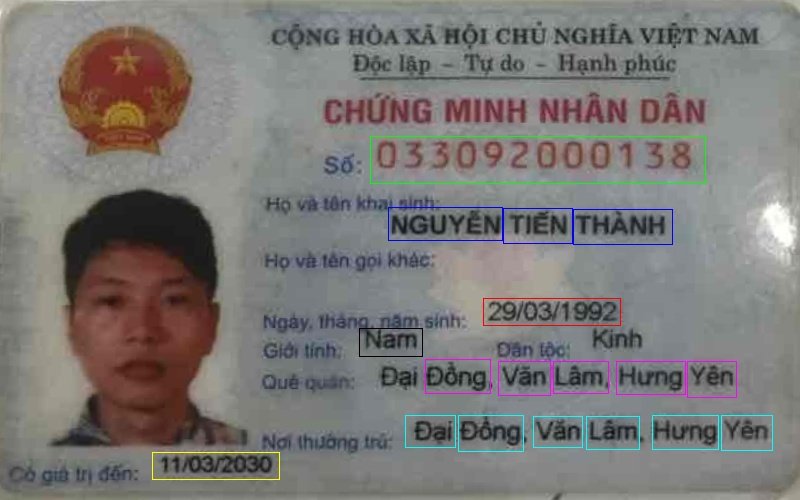 CỘNG HÒA XÃ HỘI CHỦ NGHĨA VIỆT NAM
Độc lập - Tự do - Hạnh phúc
CHỨNG MINH NHÂN DÂN
Số: 033092000138
Họ và tên khai sinh:
NGUYỄN TIẾN THÀNH
Họ và tên gọi khác:
Ngày, tháng, năm sinh: 29/03/1992
Giới tính: Nam Dân tộc: Kinh
Quê quán: Đại Đồng, Văn Lâm, Hưng Yên
Nơi thường trú: Đại Đồng, Văn Lâm, Hưng Yên
Có giá trị đến: 11/03/2030